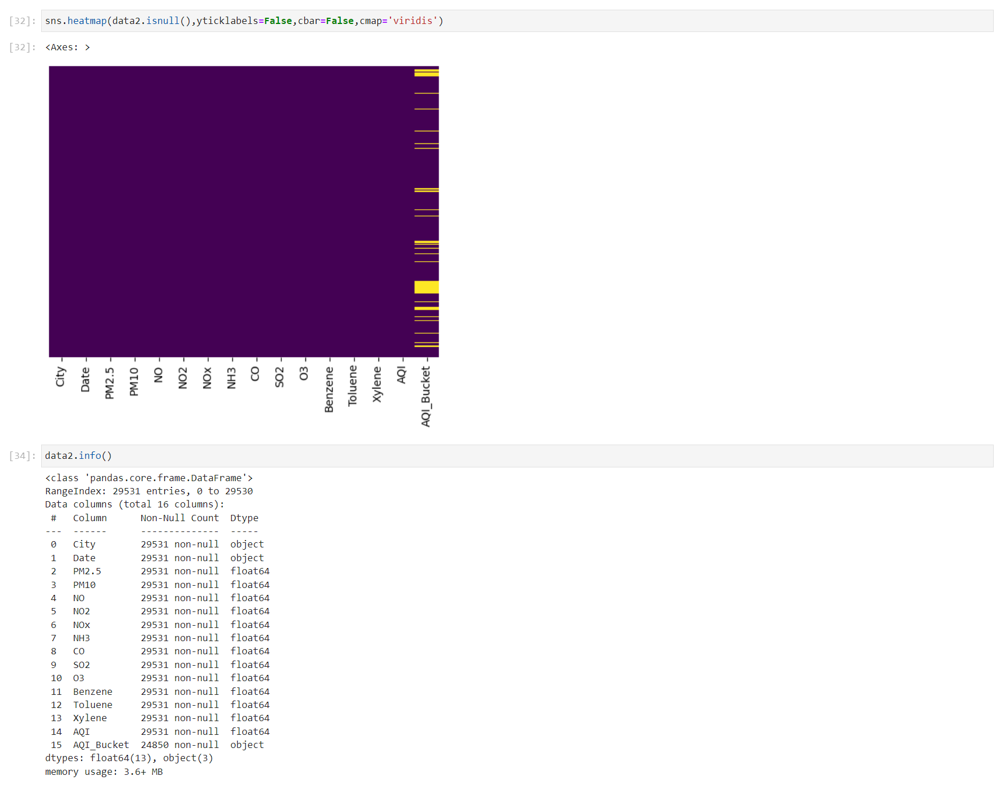 [32]: sns.heatmap(data2.isnull(),yticklabels=False,cbar=False,cmap='viridis')
[32]: <Axes: >
City
Date
PM2.5
PM10
NO
NO2
NOx
NH3
CO
SO2
O3
Benzene
Toluene
Xylene
AQI
AQI_Bucket
[34]: data2.info()
<class 'pandas.core.frame.DataFrame'>
RangeIndex: 29531 entries, 0 to 29530
Data columns (total 16 columns):
 #   Column      Non-Null Count  Dtype
---  ------      --------------  -----
 0   City        29531 non-null  object
 1   Date        29531 non-null  object
 2   PM2.5       29531 non-null  float64
 3   PM10        29531 non-null  float64
 4   NO          29531 non-null  float64
 5   NO2         29531 non-null  float64
 6   NOx         29531 non-null  float64
 7   NH3         29531 non-null  float64
 8   CO          29531 non-null  float64
 9   SO2         29531 non-null  float64
 10  O3          29531 non-null  float64
 11  Benzene     29531 non-null  float64
 12  Toluene     29531 non-null  float64
 13  Xylene      29531 non-null  float64
 14  AQI         29531 non-null  float64
 15  AQI_Bucket  24850 non-null  object
dtypes: float64(13), object(3)
memory usage: 3.6+ MB